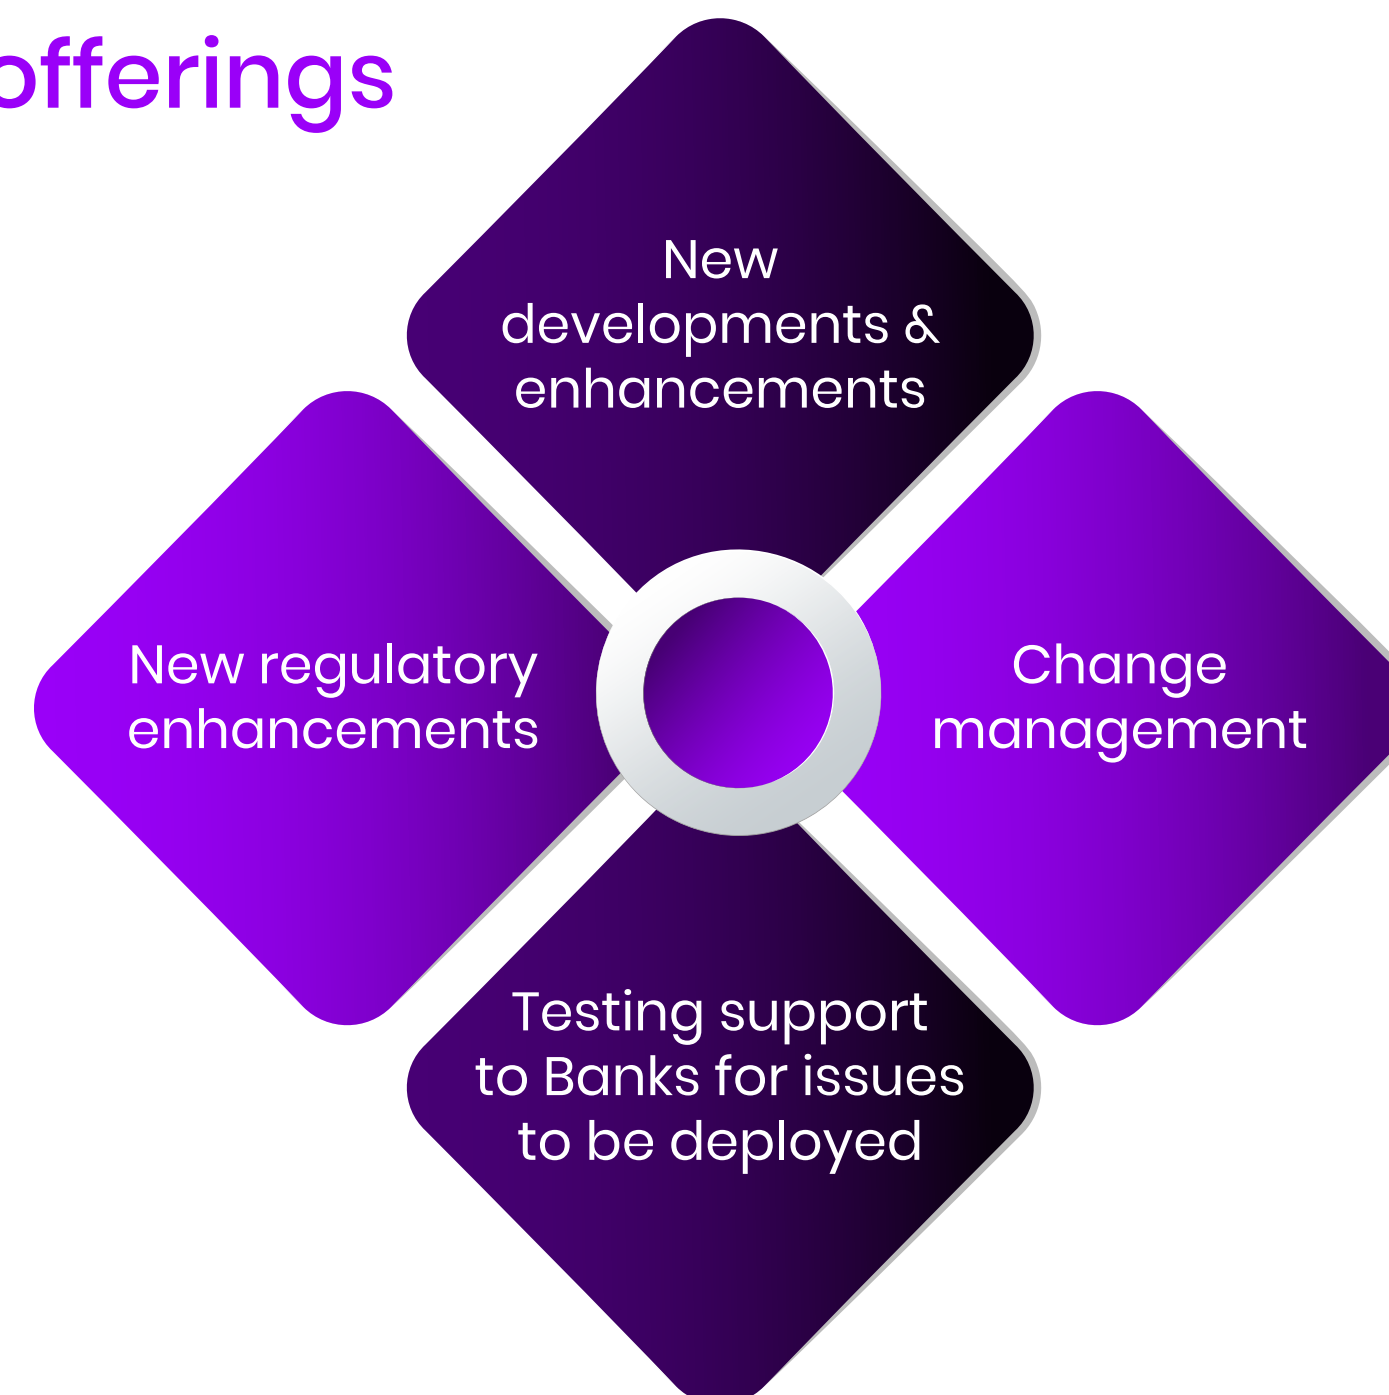 offerings
New
developments &
enhancements
New regulatory
enhancements
Change
management
Testing support
to Banks for issues
to be deployed